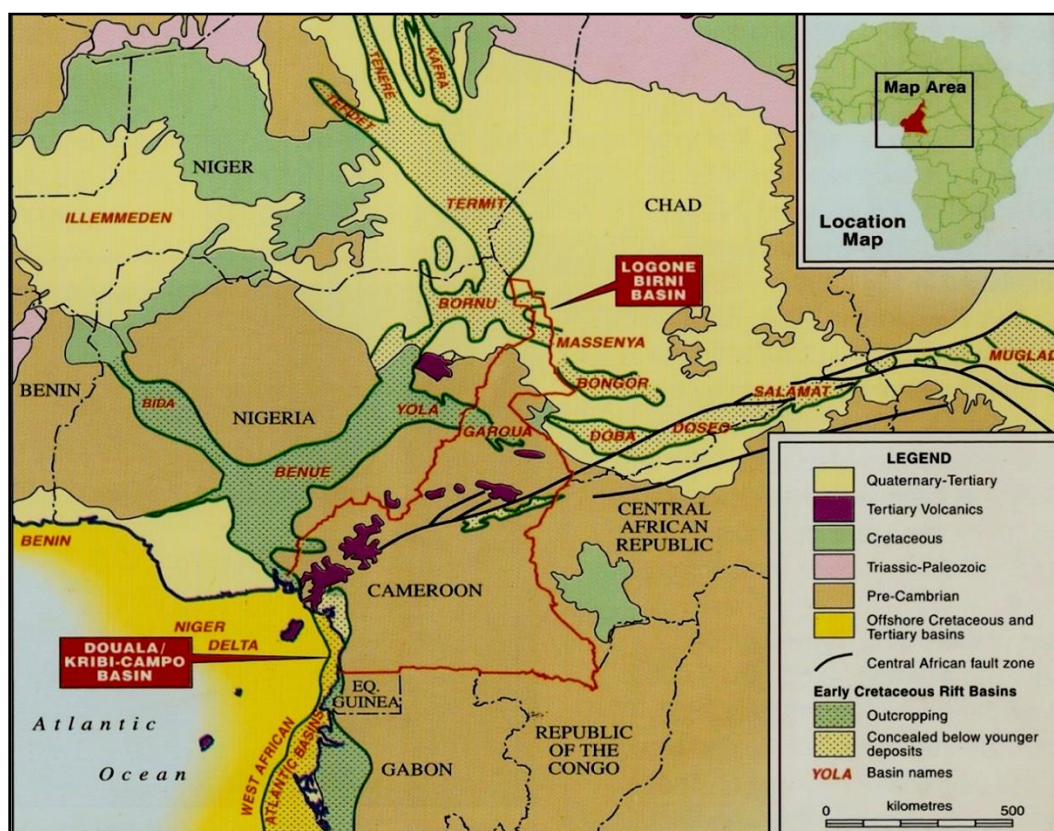 TEFIDET
TENERE
KAFRA
NIGER
ILLEMMEDEN
TERMIT
CHAD
LOGONE
BIRNI
BASIN
BORNU
MASSENYA
BONGOR
BENIN
BIDA
NIGERIA
YOLA
GAROUA
DOBA
DOSEO
SALAMAT
MUGLAD
BENUE
CENTRAL
AFRICAN
REPUBLIC
BENIN
CAMEROON
NIGER
DELTA
DOUALA/
KRIBI-CAMPO
BASIN
EQ.
GUINEA
Atlantic
Ocean
WEST AFRICAN
ATLANTIC BASINS
GABON
REPUBLIC
OF THE
CONGO
Map Area
Location
Map
LEGEND
Quaternary-Tertiary
Tertiary Volcanics
Cretaceous
Triassic-Paleozoic
Pre-Cambrian
Offshore Cretaceous and
Tertiary basins
Central African fault zone
Early Cretaceous Rift Basins
Outcropping
Concealed below younger
deposits
YOLA Basin names
kilometres
0 500